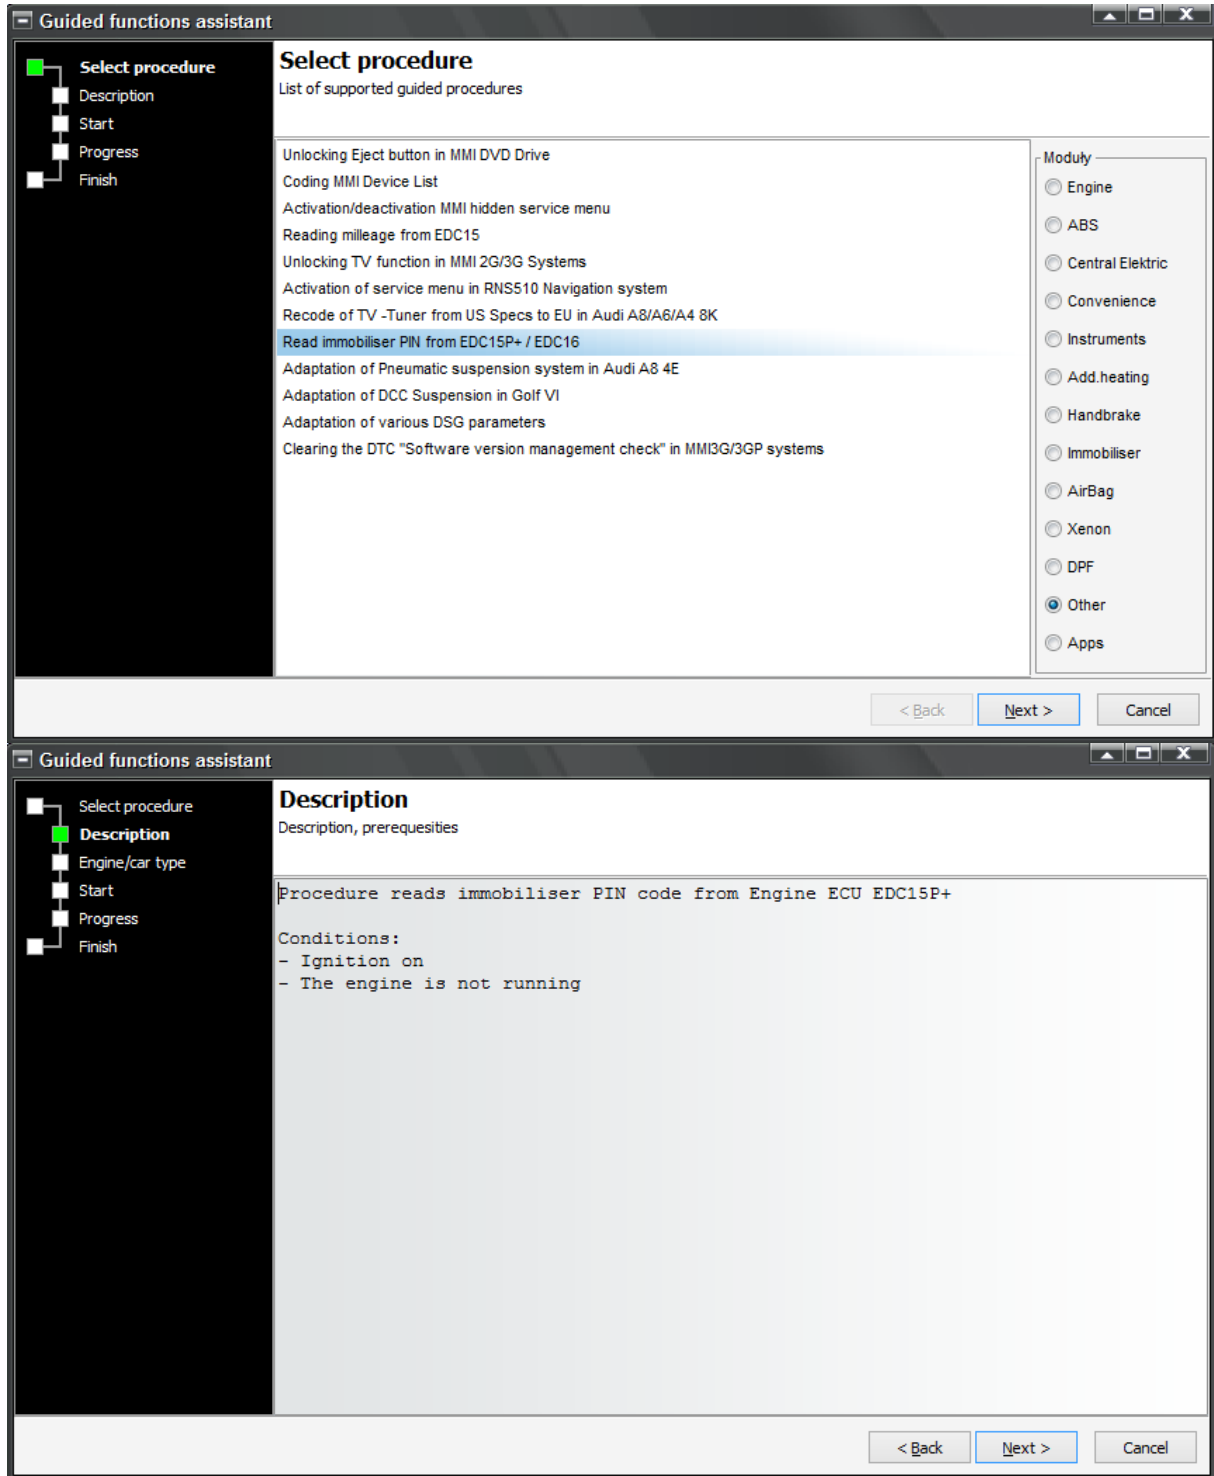 Guided functions assistant
Select procedure
Description
Start
Progress
Finish
Select procedure
List of supported guided procedures
Unlocking Eject button in MMI DVD Drive
Coding MMI Device List
Activation/deactivation MMI hidden service menu
Reading milleage from EDC15
Unlocking TV function in MMI 2G/3G Systems
Activation of service menu in RNS510 Navigation system
Recode of TV -Tuner from US Specs to EU in Audi A8/A6/A4 8K
Read immobiliser PIN from EDC15P+ / EDC16
Adaptation of Pneumatic suspension system in Audi A8 4E
Adaptation of DCC Suspension in Golf VI
Adaptation of various DSG parameters
Clearing the DTC "Software version management check" in MMI3G/3GP systems
Moduły
Engine
ABS
Central Elektric
Convenience
Instruments
Add.heating
Handbrake
Immobiliser
AirBag
Xenon
DPF
Other
Apps
< Back
Next >
Cancel
Guided functions assistant
Select procedure
Description
Engine/car type
Start
Progress
Finish
Description
Description, prerequesities
Procedure reads immobiliser PIN code from Engine ECU EDC15P+
Conditions:
- Ignition on
- The engine is not running
< Back
Next >
Cancel